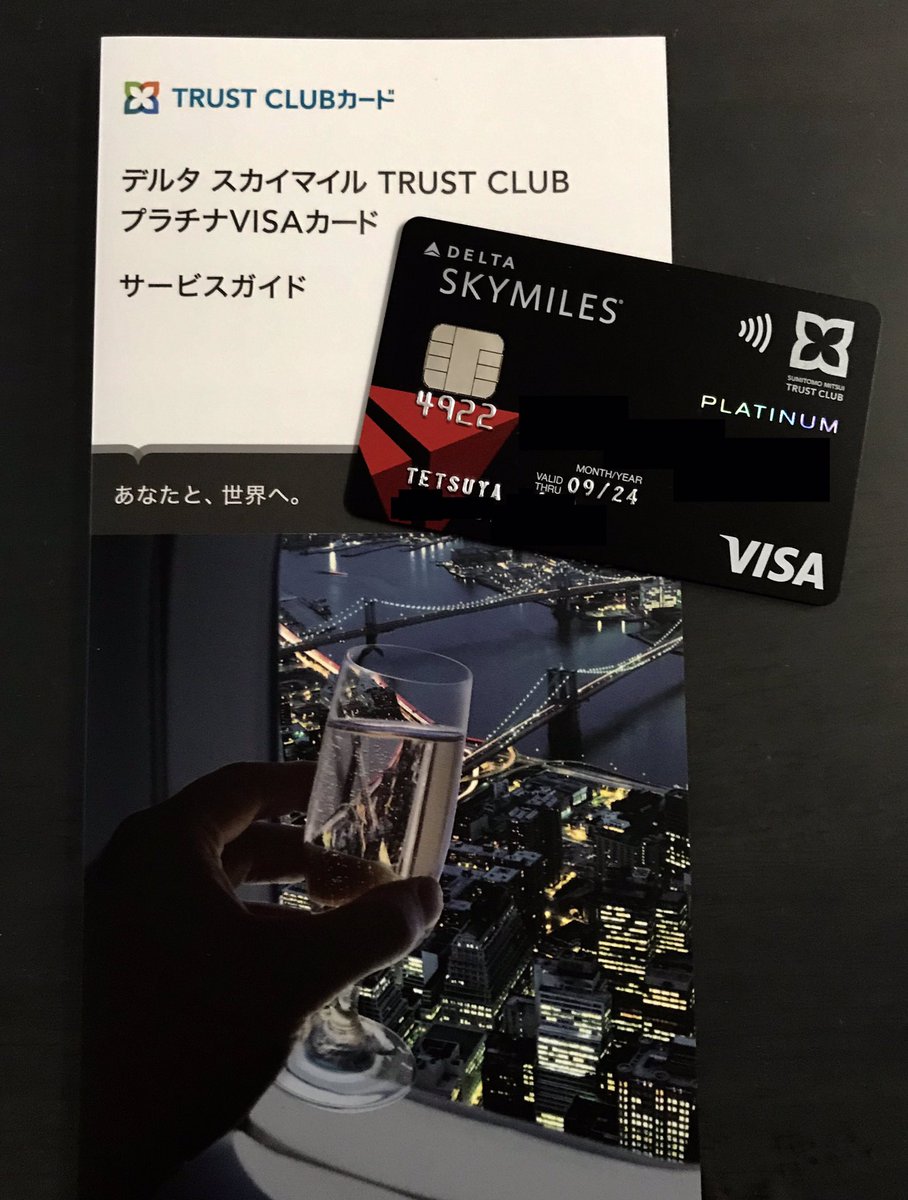 TRUST CLUBカード
デルタ スカイマイル TRUST CLUB
プラチナVISAカード
サービスガイド
DELTA
SKYMILES®
SUMITOMO MITSUI
TRUST CLUB
PLATINUM
4922
MONTH/YEAR
VALID THRU 09/24
TETSUYA
VISA
あなたと、世界へ。